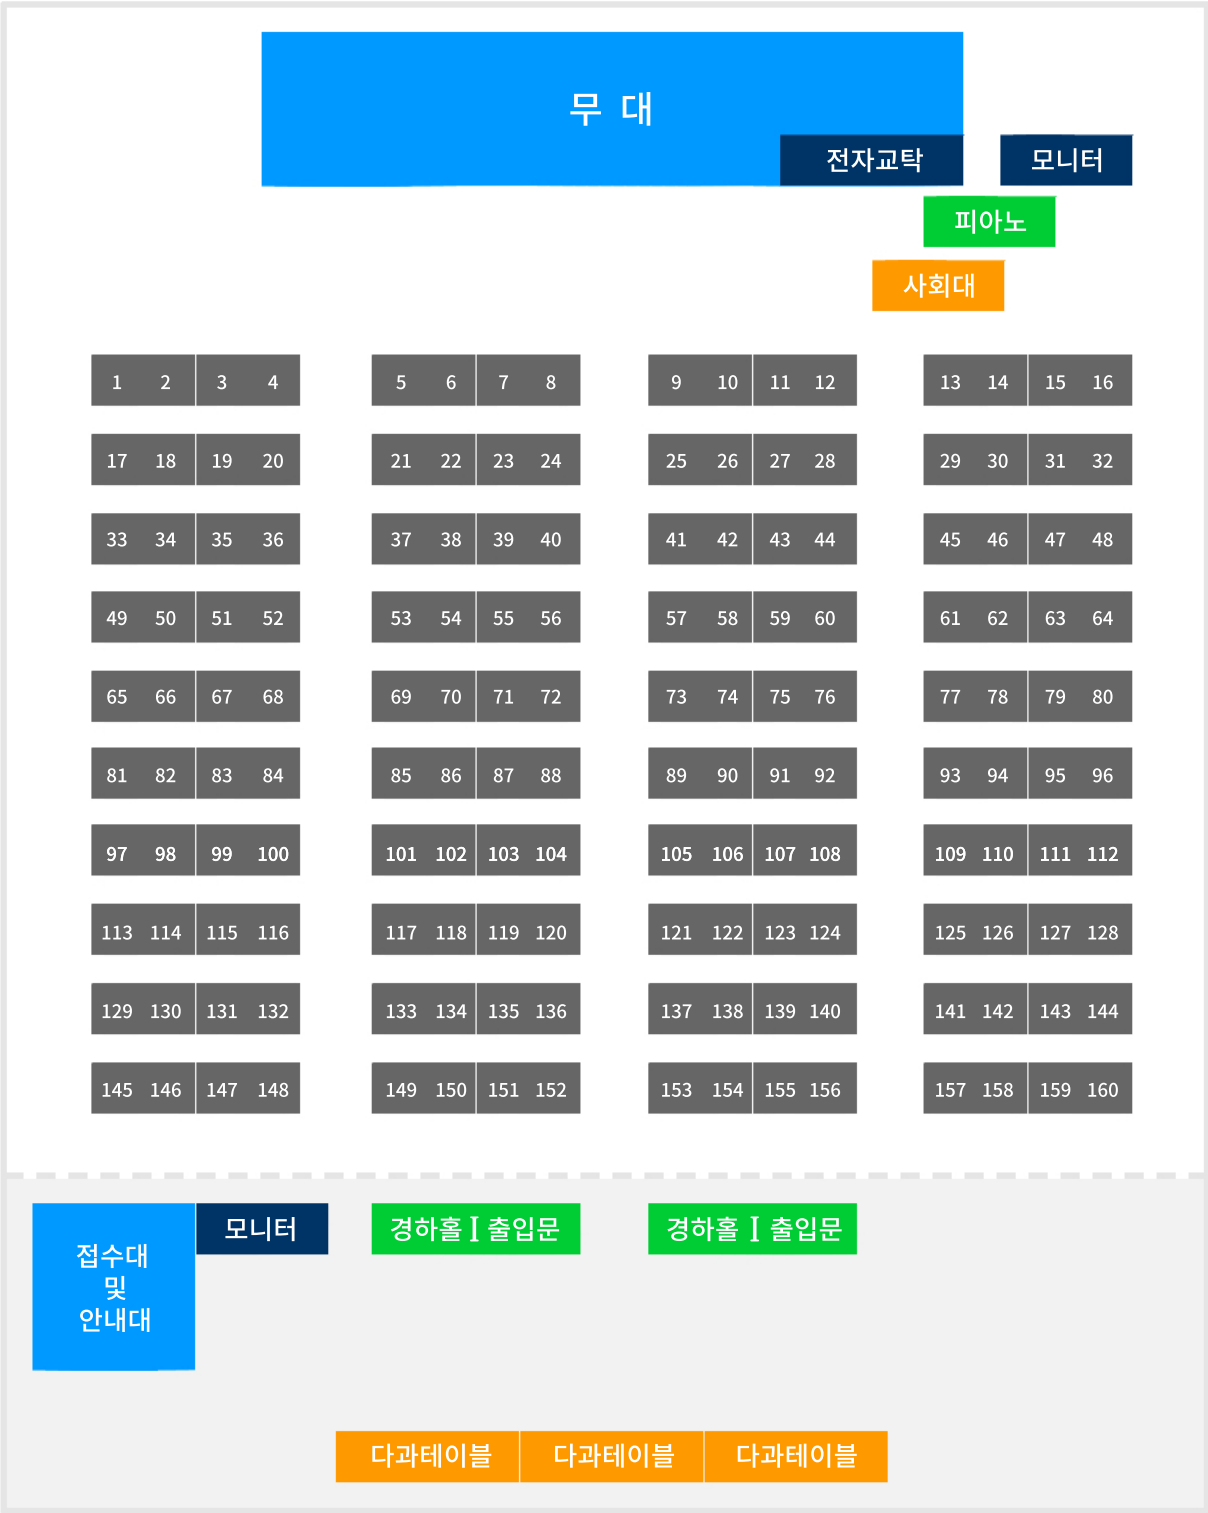 무 대
전자교탁 모니터
피아노
사회대
1 2 3 4 5 6 7 8 9 10 11 12 13 14 15 16
17 18 19 20 21 22 23 24 25 26 27 28 29 30 31 32
33 34 35 36 37 38 39 40 41 42 43 44 45 46 47 48
49 50 51 52 53 54 55 56 57 58 59 60 61 62 63 64
65 66 67 68 69 70 71 72 73 74 75 76 77 78 79 80
81 82 83 84 85 86 87 88 89 90 91 92 93 94 95 96
97 98 99 100 101 102 103 104 105 106 107 108 109 110 111 112
113 114 115 116 117 118 119 120 121 122 123 124 125 126 127 128
129 130 131 132 133 134 135 136 137 138 139 140 141 142 143 144
145 146 147 148 149 150 151 152 153 154 155 156 157 158 159 160
모니터 경하홀 I 출입문 경하홀 I 출입문
접수대
및
안내대
다과테이블 다과테이블 다과테이블